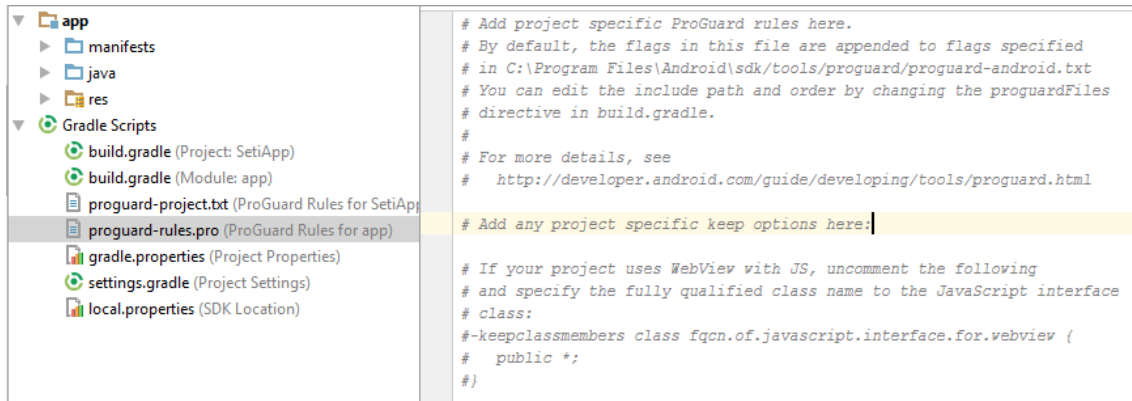 app
manifests
java
res
Gradle Scripts
build.gradle (Project: SetiApp)
build.gradle (Module: app)
proguard-project.txt (ProGuard Rules for SetiApp
proguard-rules.pro (ProGuard Rules for app)
gradle.properties (Project Properties)
settings.gradle (Project Settings)
local.properties (SDK Location)
# Add project specific ProGuard rules here.
# By default, the flags in this file are appended to flags specified
# in C:\Program Files\Android\sdk/tools/proguard/proguard-android.txt
# You can edit the include path and order by changing the proguardFiles
# directive in build.gradle.
#
# For more details, see
#   http://developer.android.com/guide/developing/tools/proguard.html
# Add any project specific keep options here:
# If your project uses WebView with JS, uncomment the following
# and specify the fully qualified class name to the JavaScript interface
# class:
#-keepclassmembers class fqcn.of.javascript.interface.for.webview {
#   public *;
#}